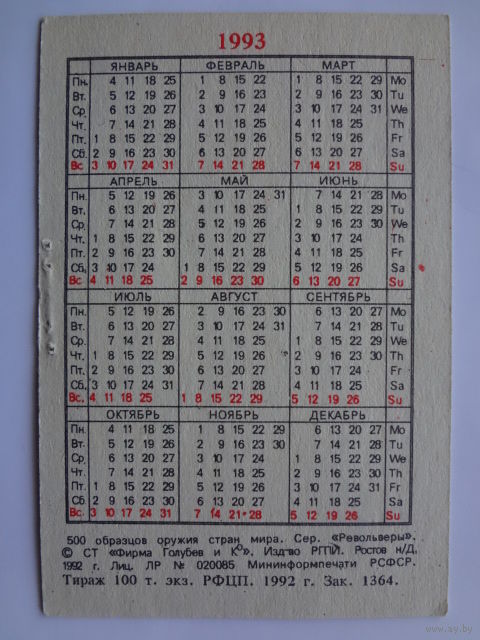 1993
ЯНВАРЬ ФЕВРАЛЬ МАРТ
Пн. 4 11 18 25 1 8 15 22 1 8 15 22 29 Mo
Вт. 5 12 19 26 2 9 16 23 2 9 16 23 30 Tu
Ср. 6 13 20 27 3 10 17 24 3 10 17 24 31 We
Чт. 7 14 21 28 4 11 18 25 4 11 18 25 Th
Пт. 1 8 15 22 29 5 12 19 26 5 12 19 26 Fr
Сб. 2 9 16 23 30 6 13 20 27 6 13 20 27 Sa
Вс 3 10 17 24 31 7 14 21 28 7 14 21 28 Su
АПРЕЛЬ МАЙ ИЮНЬ
Пн. 5 12 19 26 3 10 17 24 31 7 14 21 28 Mo
Вт. 6 13 20 27 4 11 18 25 1 8 15 22 29 Tu
Ср. 7 14 21 28 5 12 19 26 2 9 16 23 30 We
Чт. 1 8 15 22 29 6 13 20 27 3 10 17 24 Th
Пт. 2 9 16 23 30 7 14 21 28 4 11 18 25 Fr
Сб. 3 10 17 24 1 8 15 22 29 5 12 19 26 Sa
Вс 4 11 18 25 2 9 16 23 30 6 13 20 27 Su
ИЮЛЬ АВГУСТ СЕНТЯБРЬ
Пн. 5 12 19 26 2 9 16 23 30 6 13 20 27 Mo
Вт. 6 13 20 27 3 10 17 24 31 7 14 21 28 Tu
Ср. 7 14 21 28 4 11 18 25 1 8 15 22 29 We
Чт. 1 8 15 22 29 5 12 19 26 2 9 16 23 30 Th
Пт. 2 9 16 23 30 6 13 20 27 3 10 17 24 Fr
Сб. 3 10 17 24 31 7 14 21 28 4 11 18 25 Sa
Вс. 4 11 18 25 1 8 15 22 29 5 12 19 26 Su
ОКТЯБРЬ НОЯБРЬ ДЕКАБРЬ
Пн. 4 11 18 25 1 8 15 22 29 6 13 20 27 Mo
Вт. 5 12 19 26 2 9 16 23 30 7 14 21 28 Tu
Ср. 6 13 20 27 3 10 17 24 1 8 15 22 29 We
Чт. 7 14 21 28 4 11 18 25 2 9 16 23 30 Th
Пт. 1 8 15 22 29 5 12 19 26 3 10 17 24 31 Fr
Сб. 2 9 16 23 30 6 13 20 27 4 11 18 25 Sa
Вс. 3 10 17 24 31 7 14 21 28 5 12 19 26 Su
500 образцов оружия стран мира. Сер. «Револьверы».
© СТ «Фирма Голубев и К°». Изд-во РГПИ. Ростов н/Д,
1992 г. Лиц. ЛР № 020085 Мининформпечати РСФСР.
Тираж 100 т. экз. РФЦП. 1992 г. Зак. 1364.
ay.by